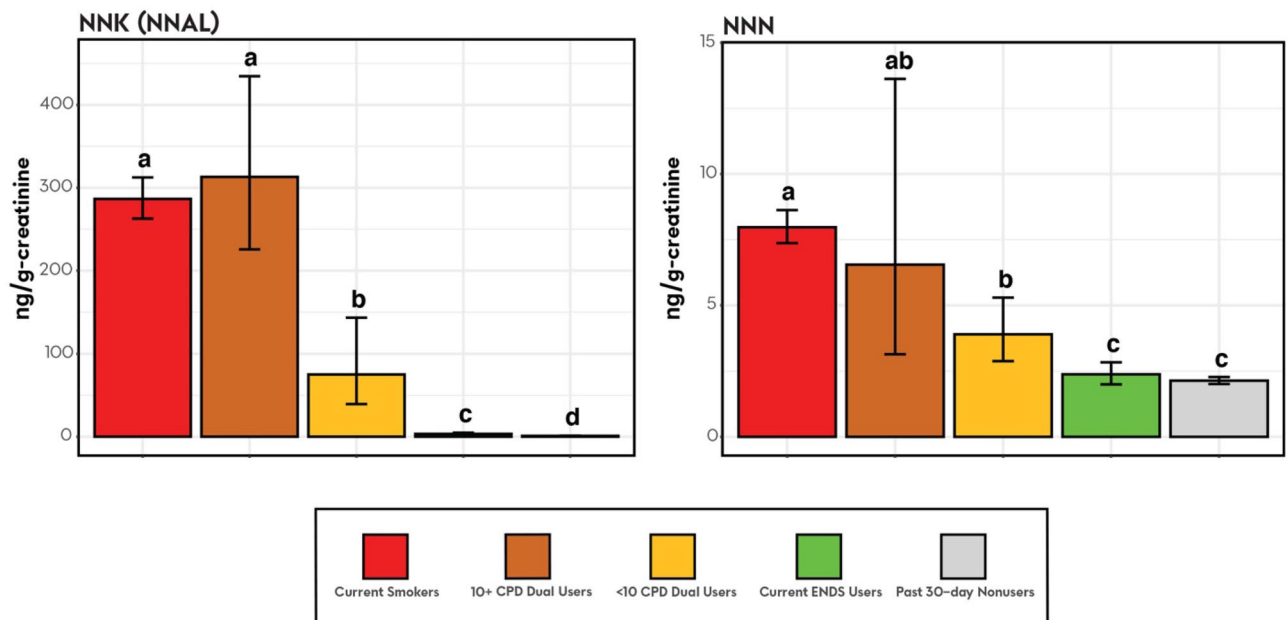 NNK (NNAL)
ng/g-creatinine
400
300
200
100
0
a
a
b
c
d
NNN
ng/g-creatinine
15
10
5
0
a
ab
b
c
c
Current Smokers
10+ CPD Dual Users
<10 CPD Dual Users
Current ENDS Users
Past 30-day Nonusers